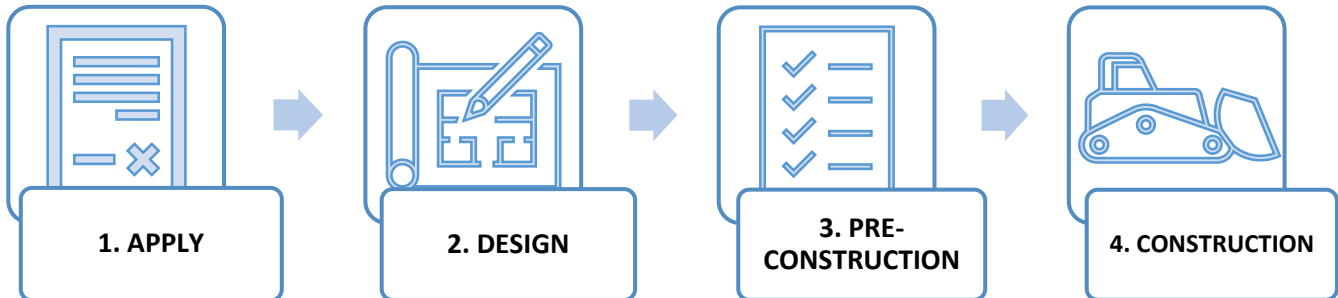 1. APPLY
2. DESIGN
3. PRE-
CONSTRUCTION
4. CONSTRUCTION